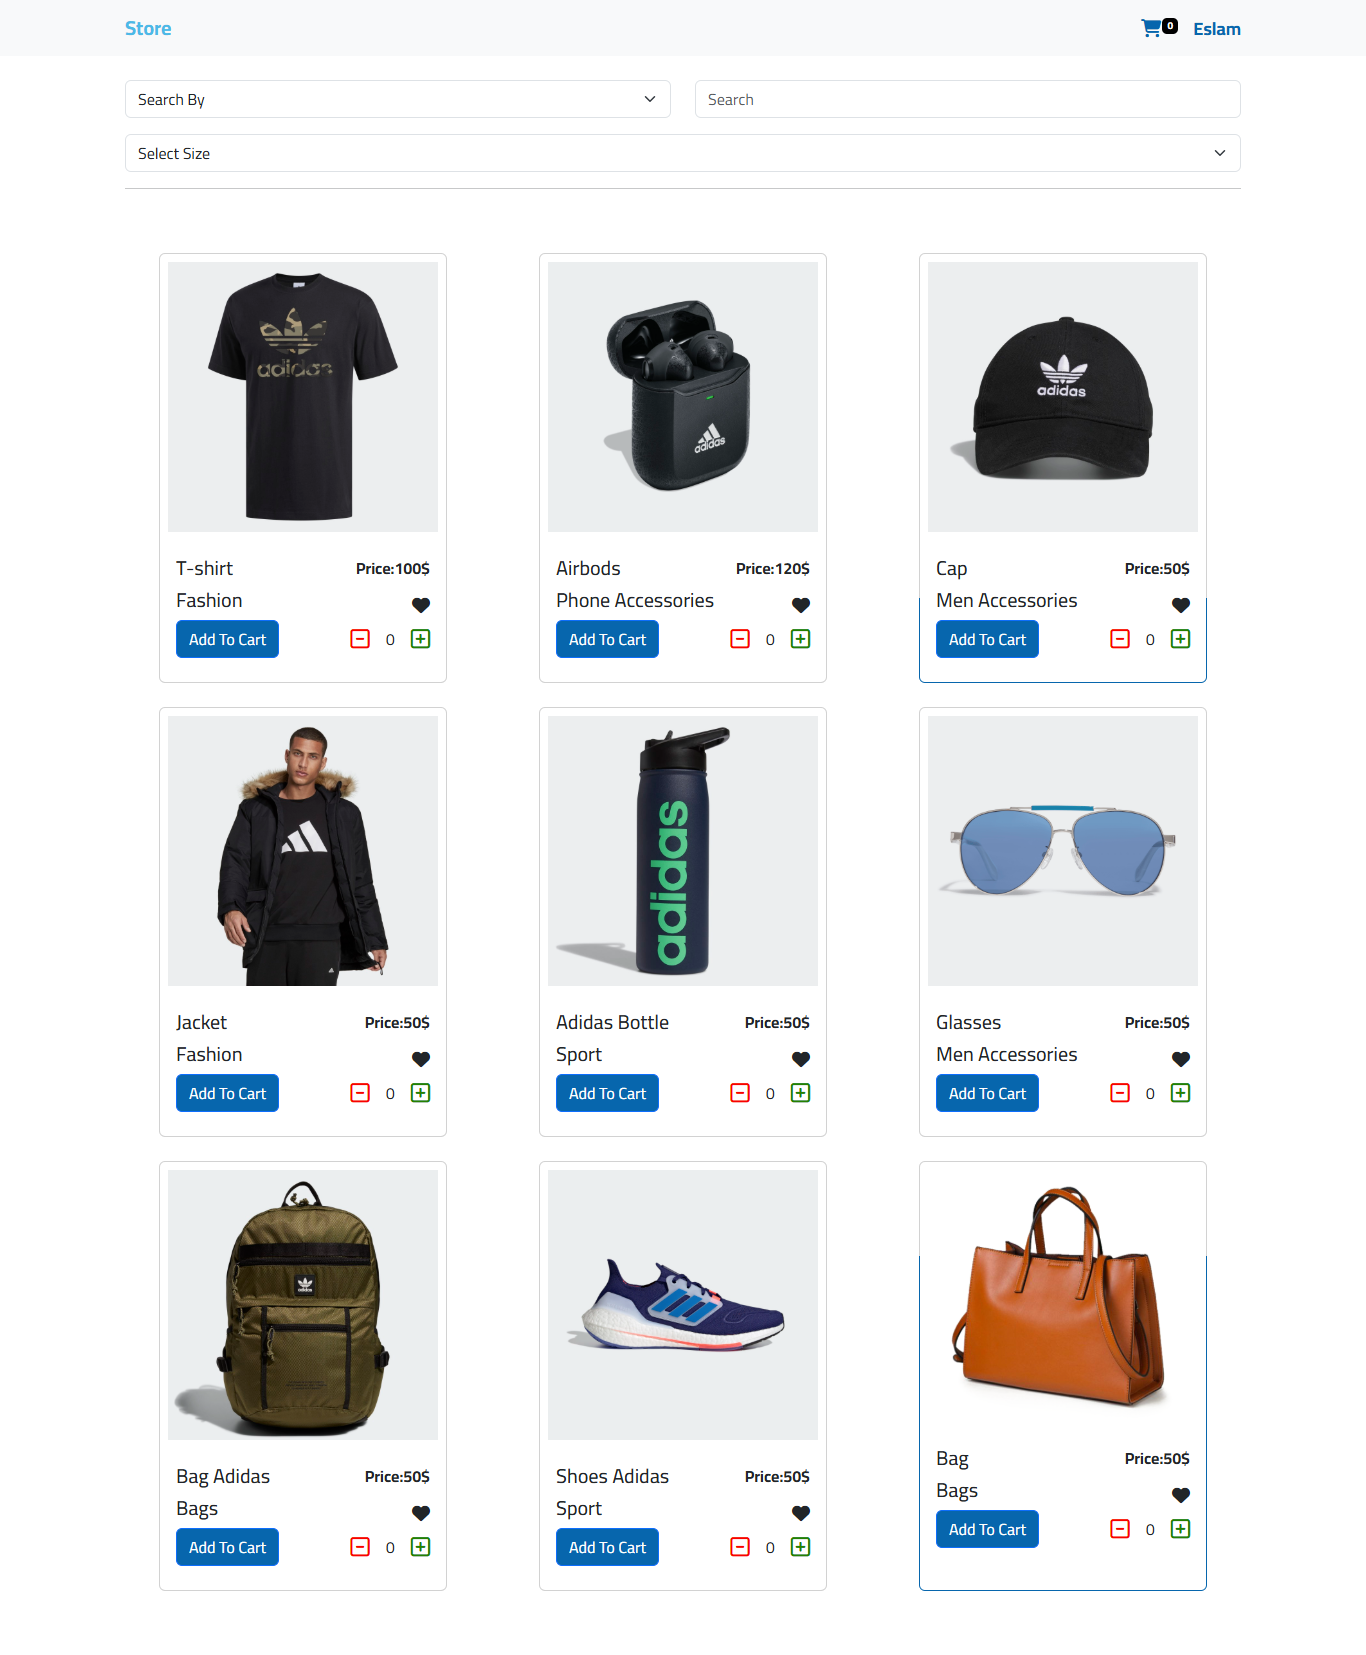 Store
0
Eslam
Search By
Search
Select Size
adidas
adidas
adidas
T-shirt
Price:100$
Airbods
Price:120$
Cap
Price:50$
Fashion
Phone Accessories
Men Accessories
Add To Cart
0
Add To Cart
0
Add To Cart
0
adidas
Jacket
Price:50$
Adidas Bottle
Price:50$
Glasses
Price:50$
Fashion
Sport
Men Accessories
Add To Cart
0
Add To Cart
0
Add To Cart
0
adidas
Bag Adidas
Price:50$
Shoes Adidas
Price:50$
Bag
Price:50$
Bags
Sport
Bags
Add To Cart
0
Add To Cart
0
Add To Cart
0